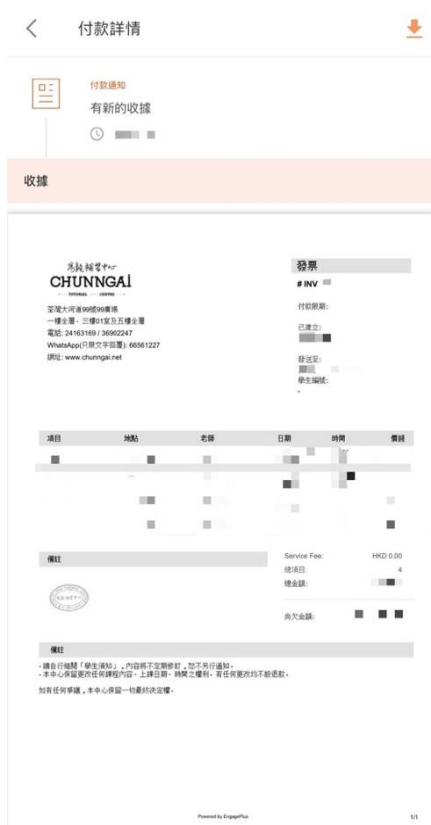 付款詳情
付款通知
有新的收據
收據
補習中心
CHUNNGAI
TUTORIAL CENTRE
發票
# INV
荃灣大河道99號99廣場
一樓全層、三樓01室及五樓全層
電話: 24163169 / 36902247
WhatsApp(只限文字回覆): 66561227
網址: www.chunngai.net
付款限期:
已建立:
發送至:
學生編號:
-
項目 地點 老師 日期 時間 價錢
備註
Service Fee: HKD 0.00
總項目: 4
總金額:
尚欠金額:
備註
- 請自行細閱「學生須知」，內容將不定期修訂，恕不另行通知。
- 本中心保留更改任何課程內容、上課日期、時間之權利。有任何更改均不設退款。
如有任何爭議，本中心保留一切最終決定權。
Powered by EngagePlus
1/1